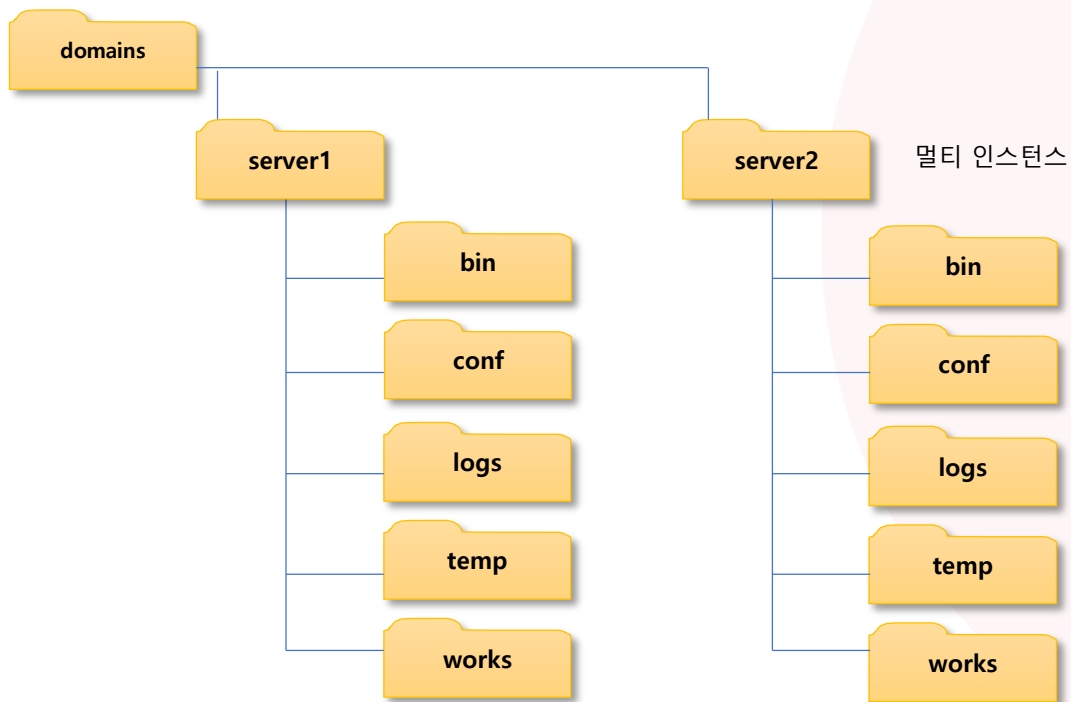 domains
server1
server2
멀티 인스턴스
bin
bin
conf
conf
logs
logs
temp
temp
works
works